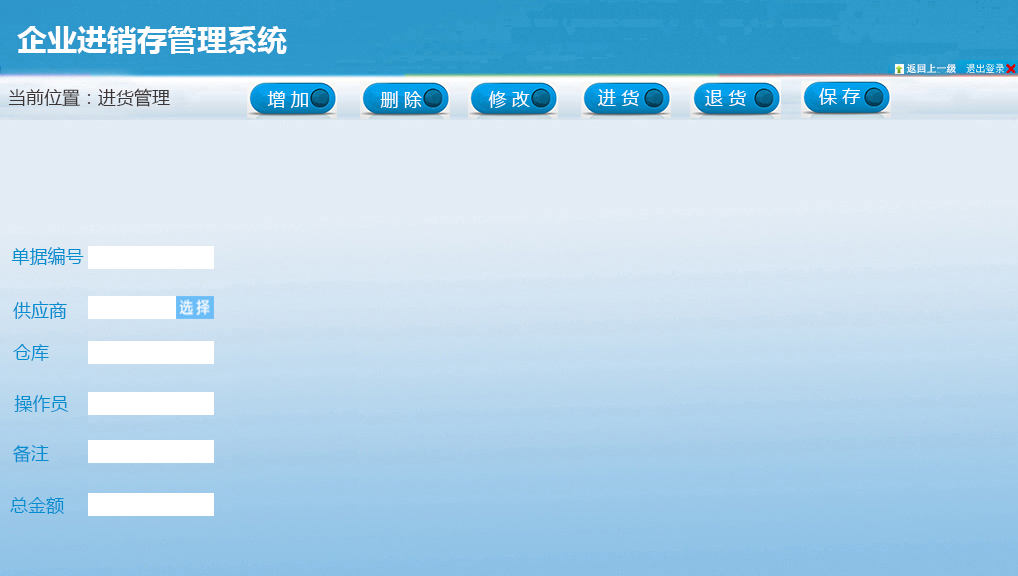 企业进销存管理系统
返回上一级 退出登录
当前位置：进货管理 增加 删除 修改 进货 退货 保存
单据编号
供应商 选择
仓库
操作员
备注
总金额